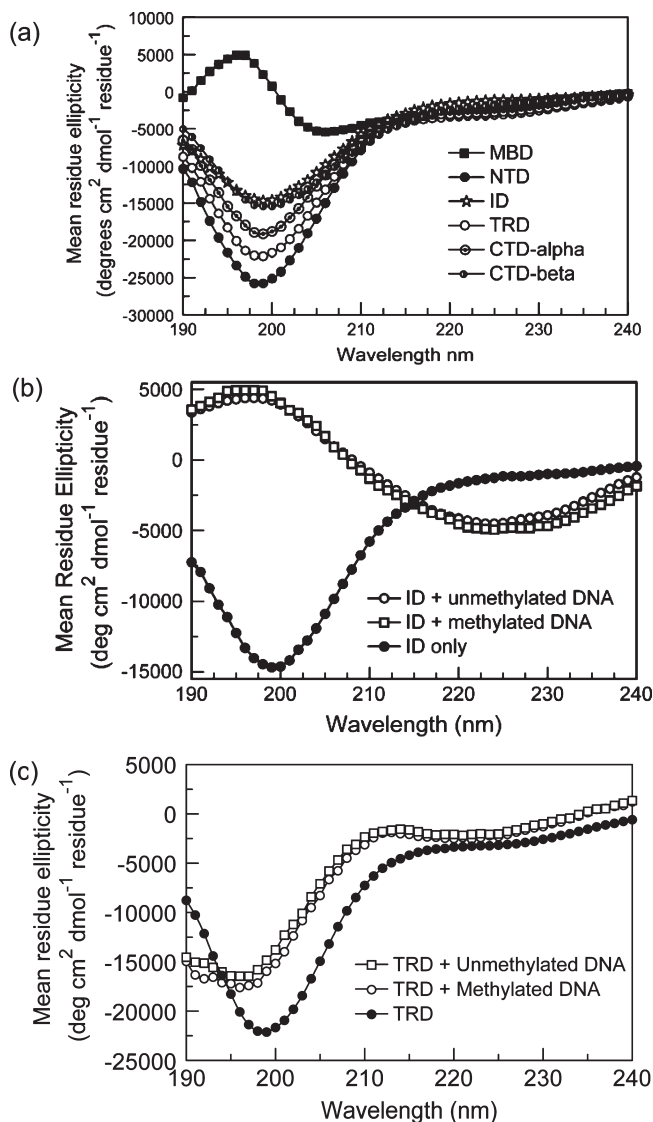 (a)
Mean residue ellipticity
(degrees cm² dmol⁻¹ residue⁻¹)
10000
5000
0
-5000
-10000
-15000
-20000
-25000
-30000
MBD
NTD
ID
TRD
CTD-alpha
CTD-beta
190 200 210 220 230 240
Wavelength nm
(b)
Mean Residue Ellipticity
(deg cm² dmol⁻¹ residue⁻¹)
5000
0
-5000
-10000
-15000
ID + unmethylated DNA
ID + methylated DNA
ID only
190 200 210 220 230 240
Wavelength (nm)
(c)
Mean residue ellipticity
(deg cm² dmol⁻¹ residue⁻¹)
5000
0
-5000
-10000
-15000
-20000
-25000
TRD + Unmethylated DNA
TRD + Methylated DNA
TRD
190 200 210 220 230 240
Wavelength (nm)